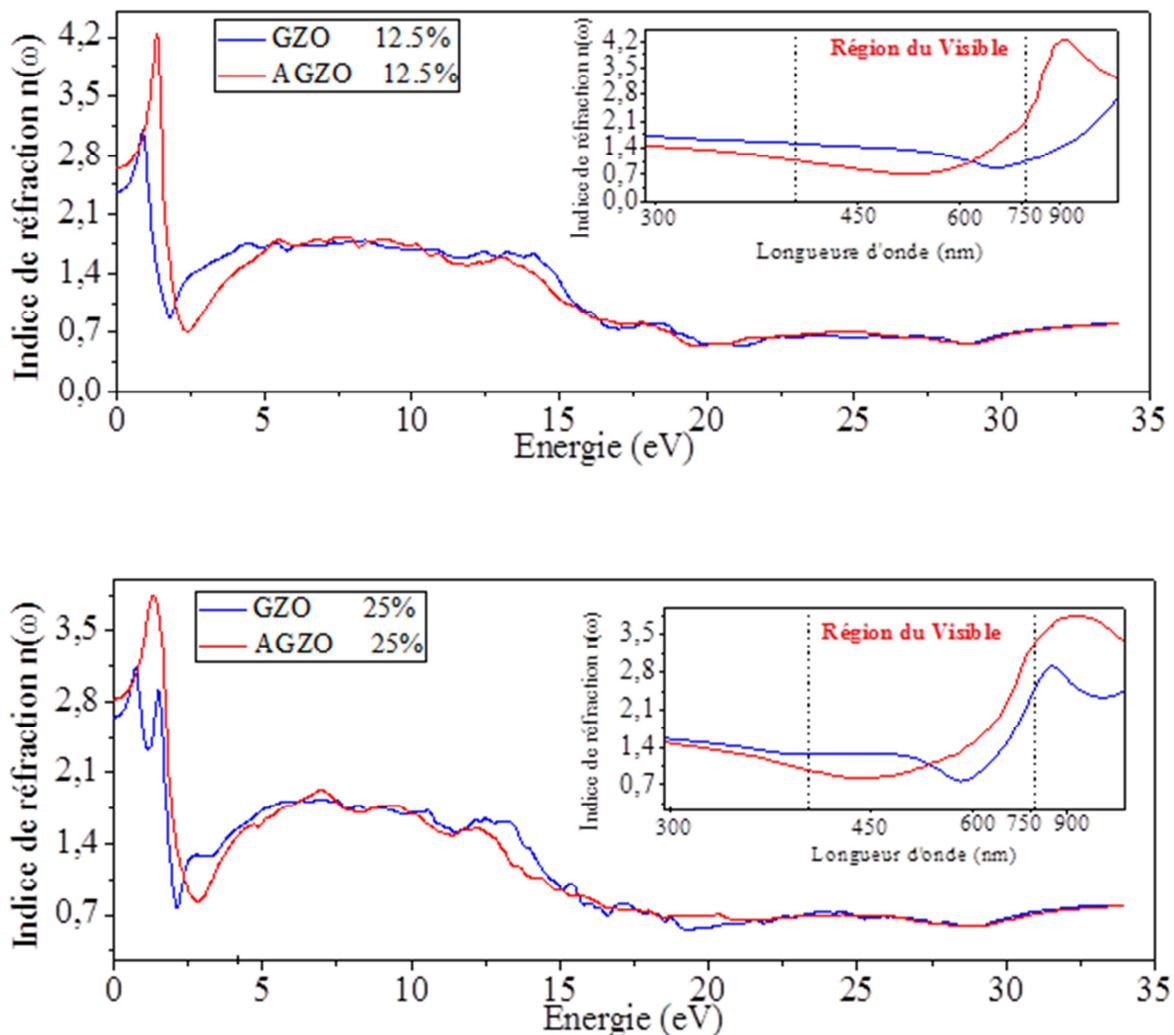 Indice de réfraction n(ω)
4,2
3,5
2,8
2,1
1,4
0,7
0,0
GZO 12.5%
AGZO 12.5%
Indice de réfraction n(ω)
4,2
3,5
2,8
2,1
1,4
0,7
0,0
Région du Visible
300 450 600 750 900
Longueure d'onde (nm)
0 5 10 15 20 25 30 35
Energie (eV)
Indice de réfraction n(ω)
3,5
2,8
2,1
1,4
0,7
GZO 25%
AGZO 25%
Indice de réfraction n(ω)
3,5
2,8
2,1
1,4
0,7
Région du Visible
300 450 600 750 900
Longueur d'onde (nm)
0 5 10 15 20 25 30 35
Energie (eV)